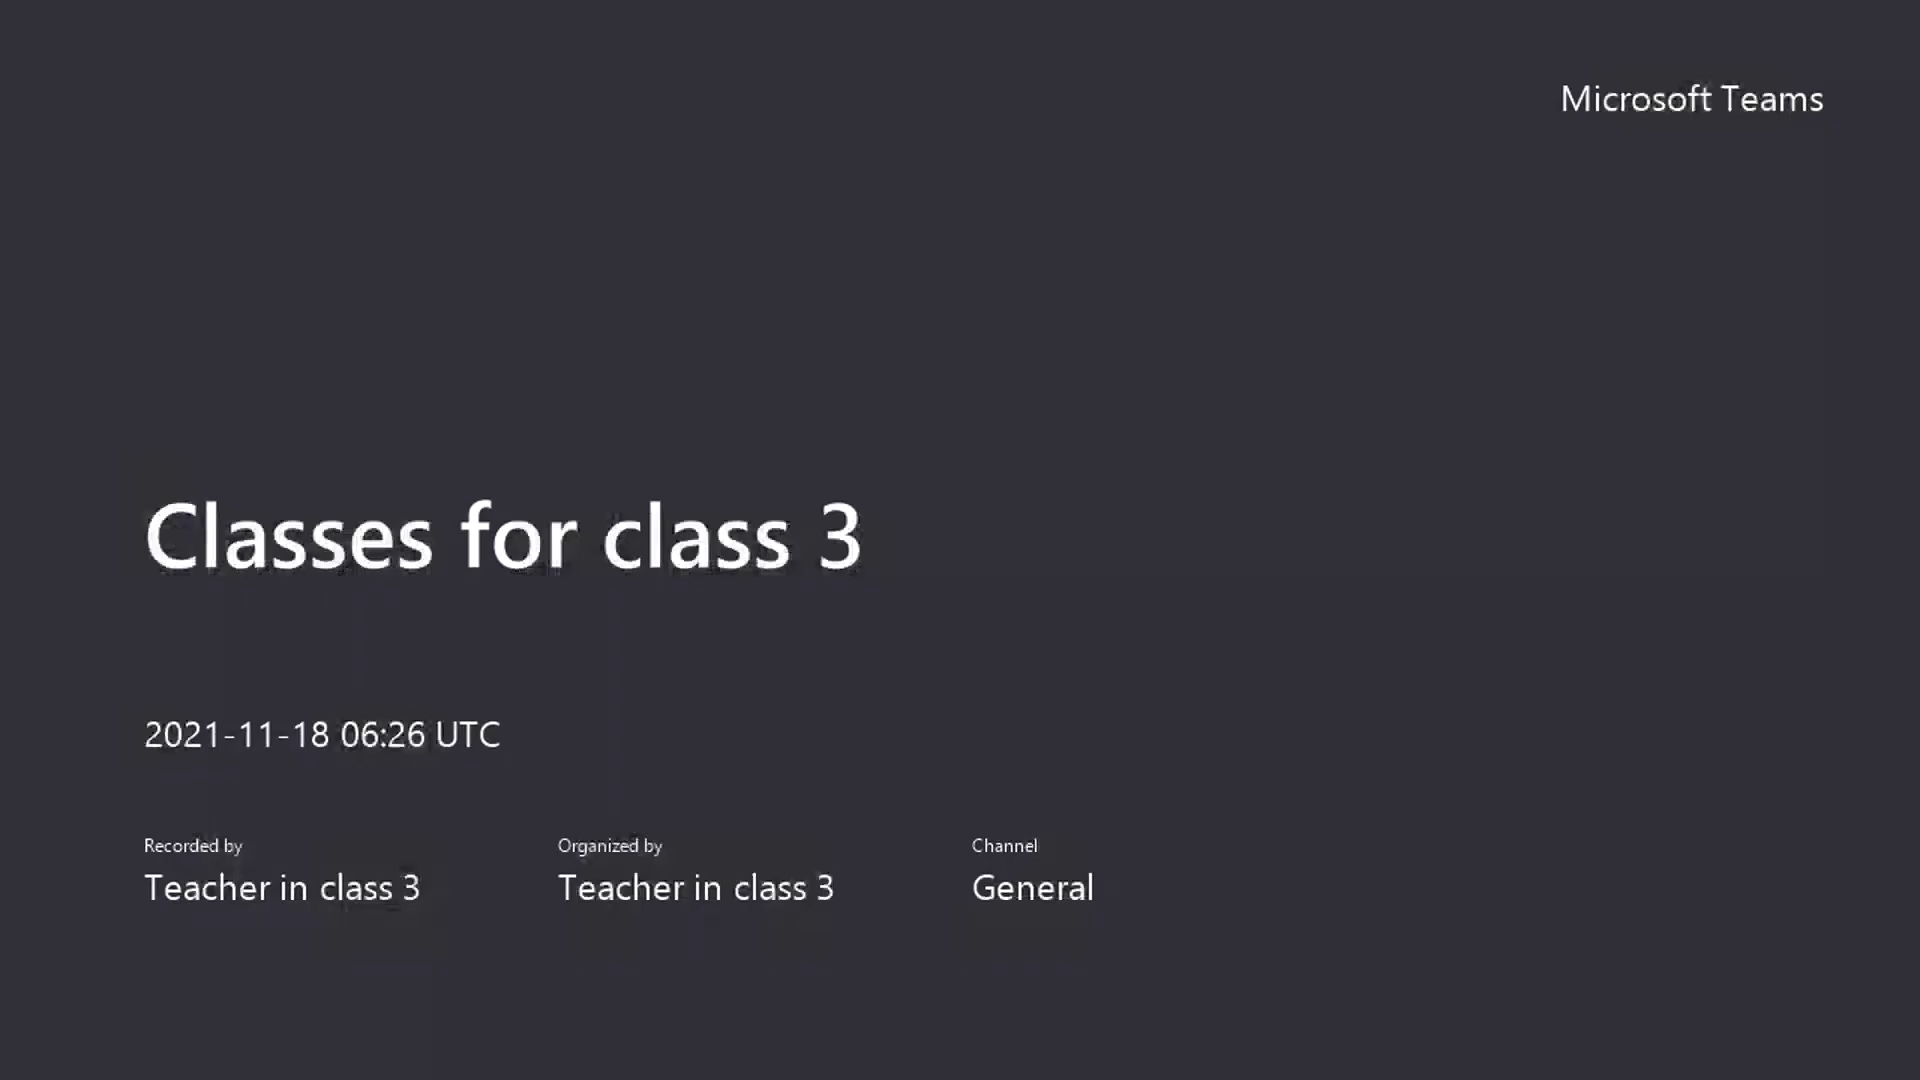 Microsoft Teams
Classes for class 3
2021-11-18 06:26 UTC
Recorded by
Teacher in class 3
Organized by
Teacher in class 3
Channel
General